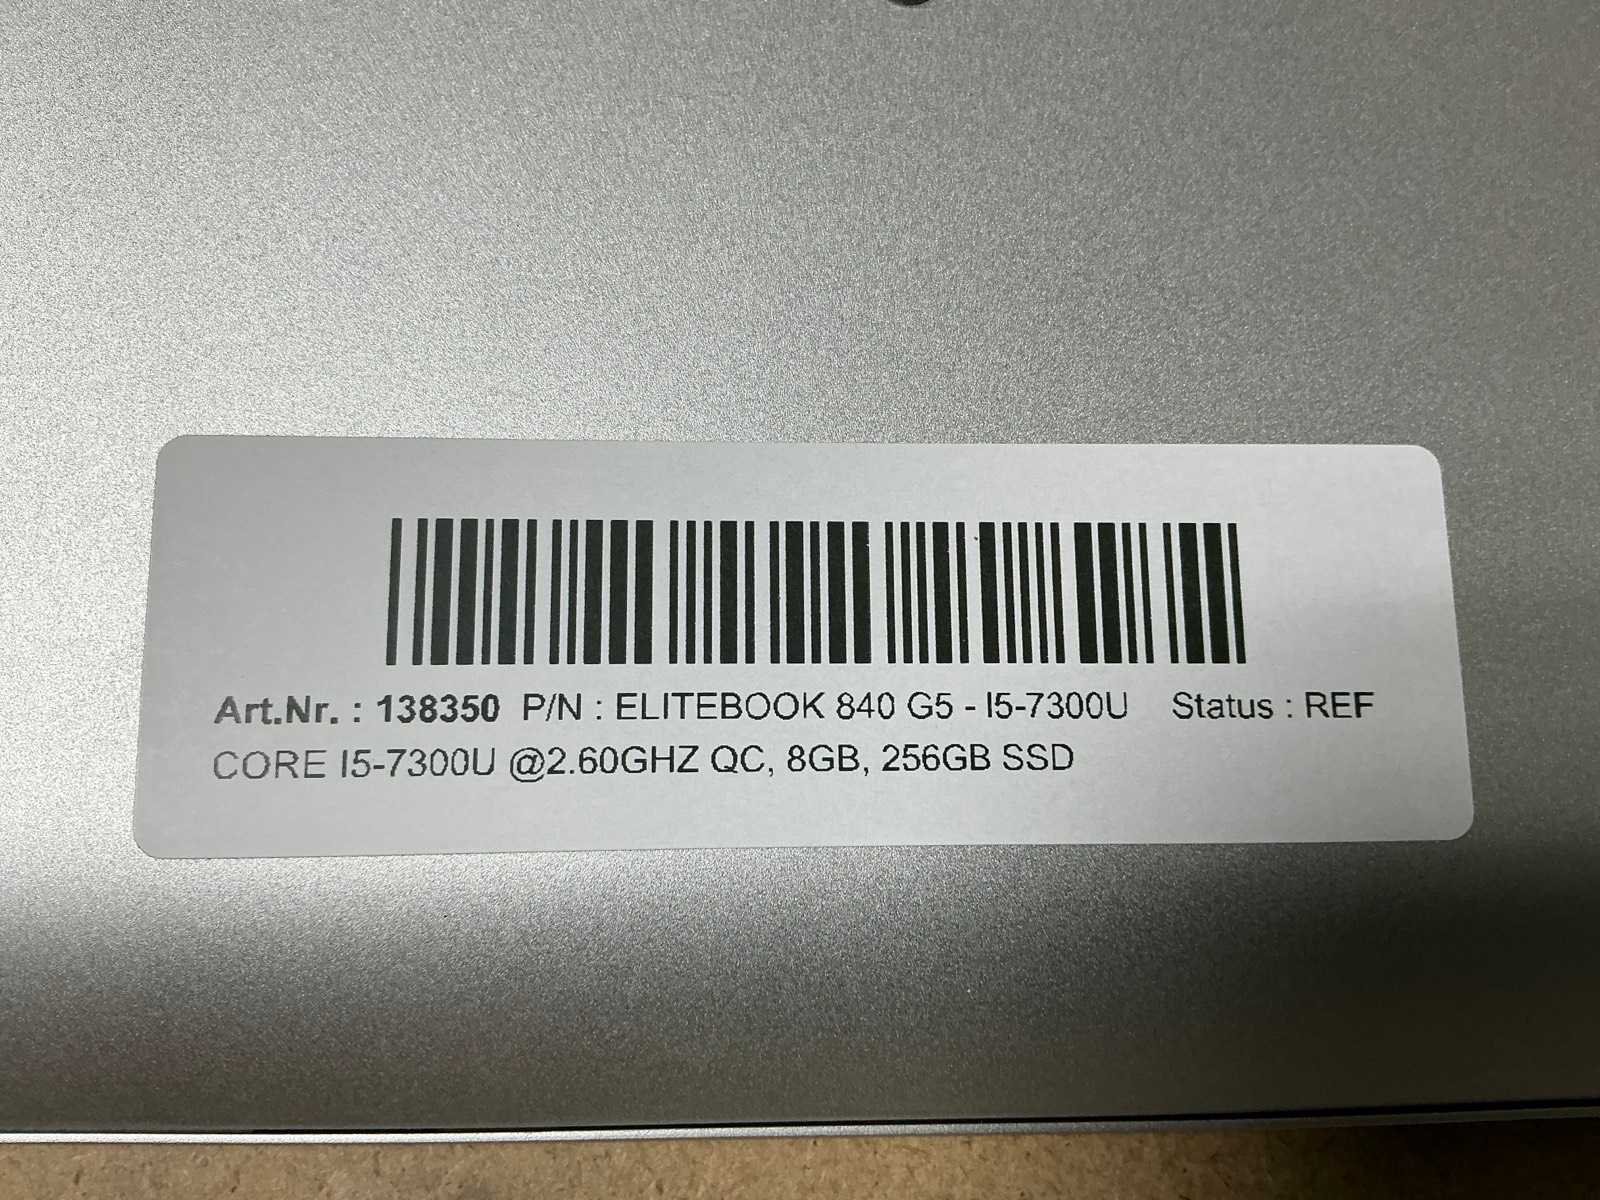 Art.Nr. : 138350 P/N : ELITEBOOK 840 G5 - I5-7300U Status : REF
CORE I5-7300U @2.60GHZ QC, 8GB, 256GB SSD